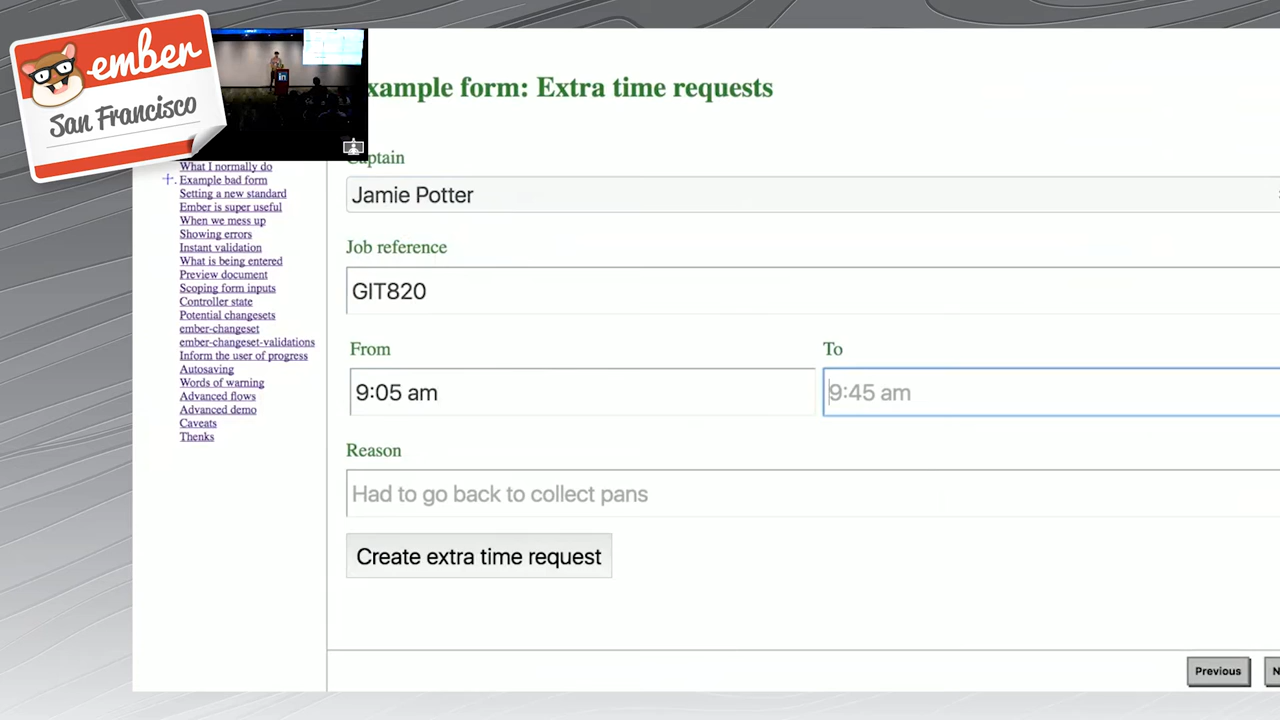 ember
San Francisco
xample form: Extra time requests
What I normally do
Example bad form
Setting a new standard
Ember is super useful
When we mess up
Showing errors
Instant validation
What is being entered
Preview document
Scoping form inputs
Controller state
Potential changesets
ember-changeset
ember-changeset-validations
Inform the user of progress
Autosaving
Words of warning
Advanced flows
Advanced demo
Caveats
Thenks
Captain
Jamie Potter
Job reference
GIT820
From
To
9:05 am
9:45 am
Reason
Had to go back to collect pans
Create extra time request
Previous
N
in